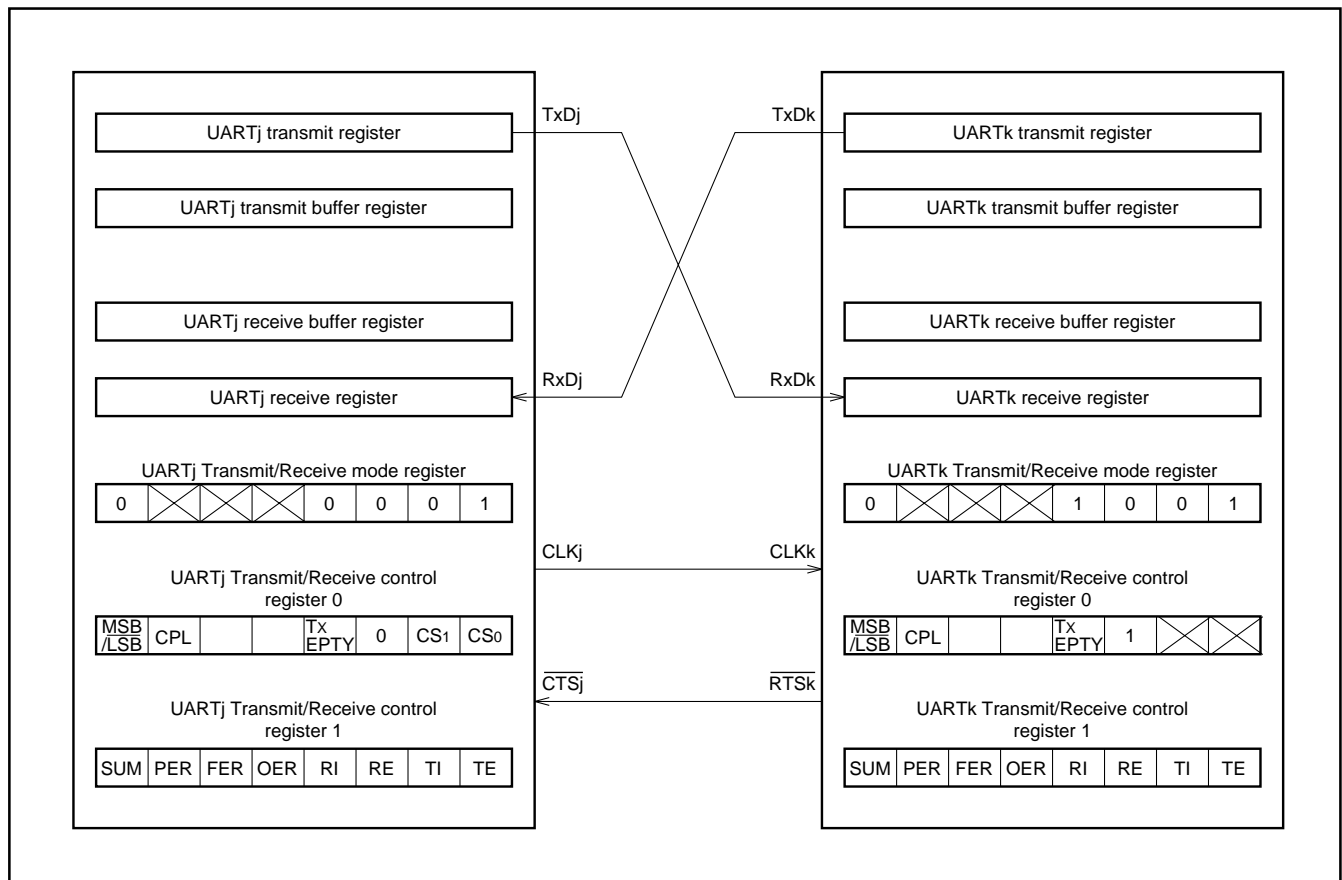 TxDj
TxDk
UARTj transmit register
UARTk transmit register
UARTj transmit buffer register
UARTk transmit buffer register
UARTj receive buffer register
UARTk receive buffer register
RxDj
RxDk
UARTj receive register
UARTk receive register
UARTj Transmit/Receive mode register
0 0 0 0 1
UARTk Transmit/Receive mode register
0 1 0 0 1
CLKj
CLKk
UARTj Transmit/Receive control
register 0
MSB
/LSB CPL TX
EPTY 0 CS1 CS0
UARTk Transmit/Receive control
register 0
MSB
/LSB CPL TX
EPTY 1
CTSj
RTSk
UARTj Transmit/Receive control
register 1
SUM PER FER OER RI RE TI TE
UARTk Transmit/Receive control
register 1
SUM PER FER OER RI RE TI TE